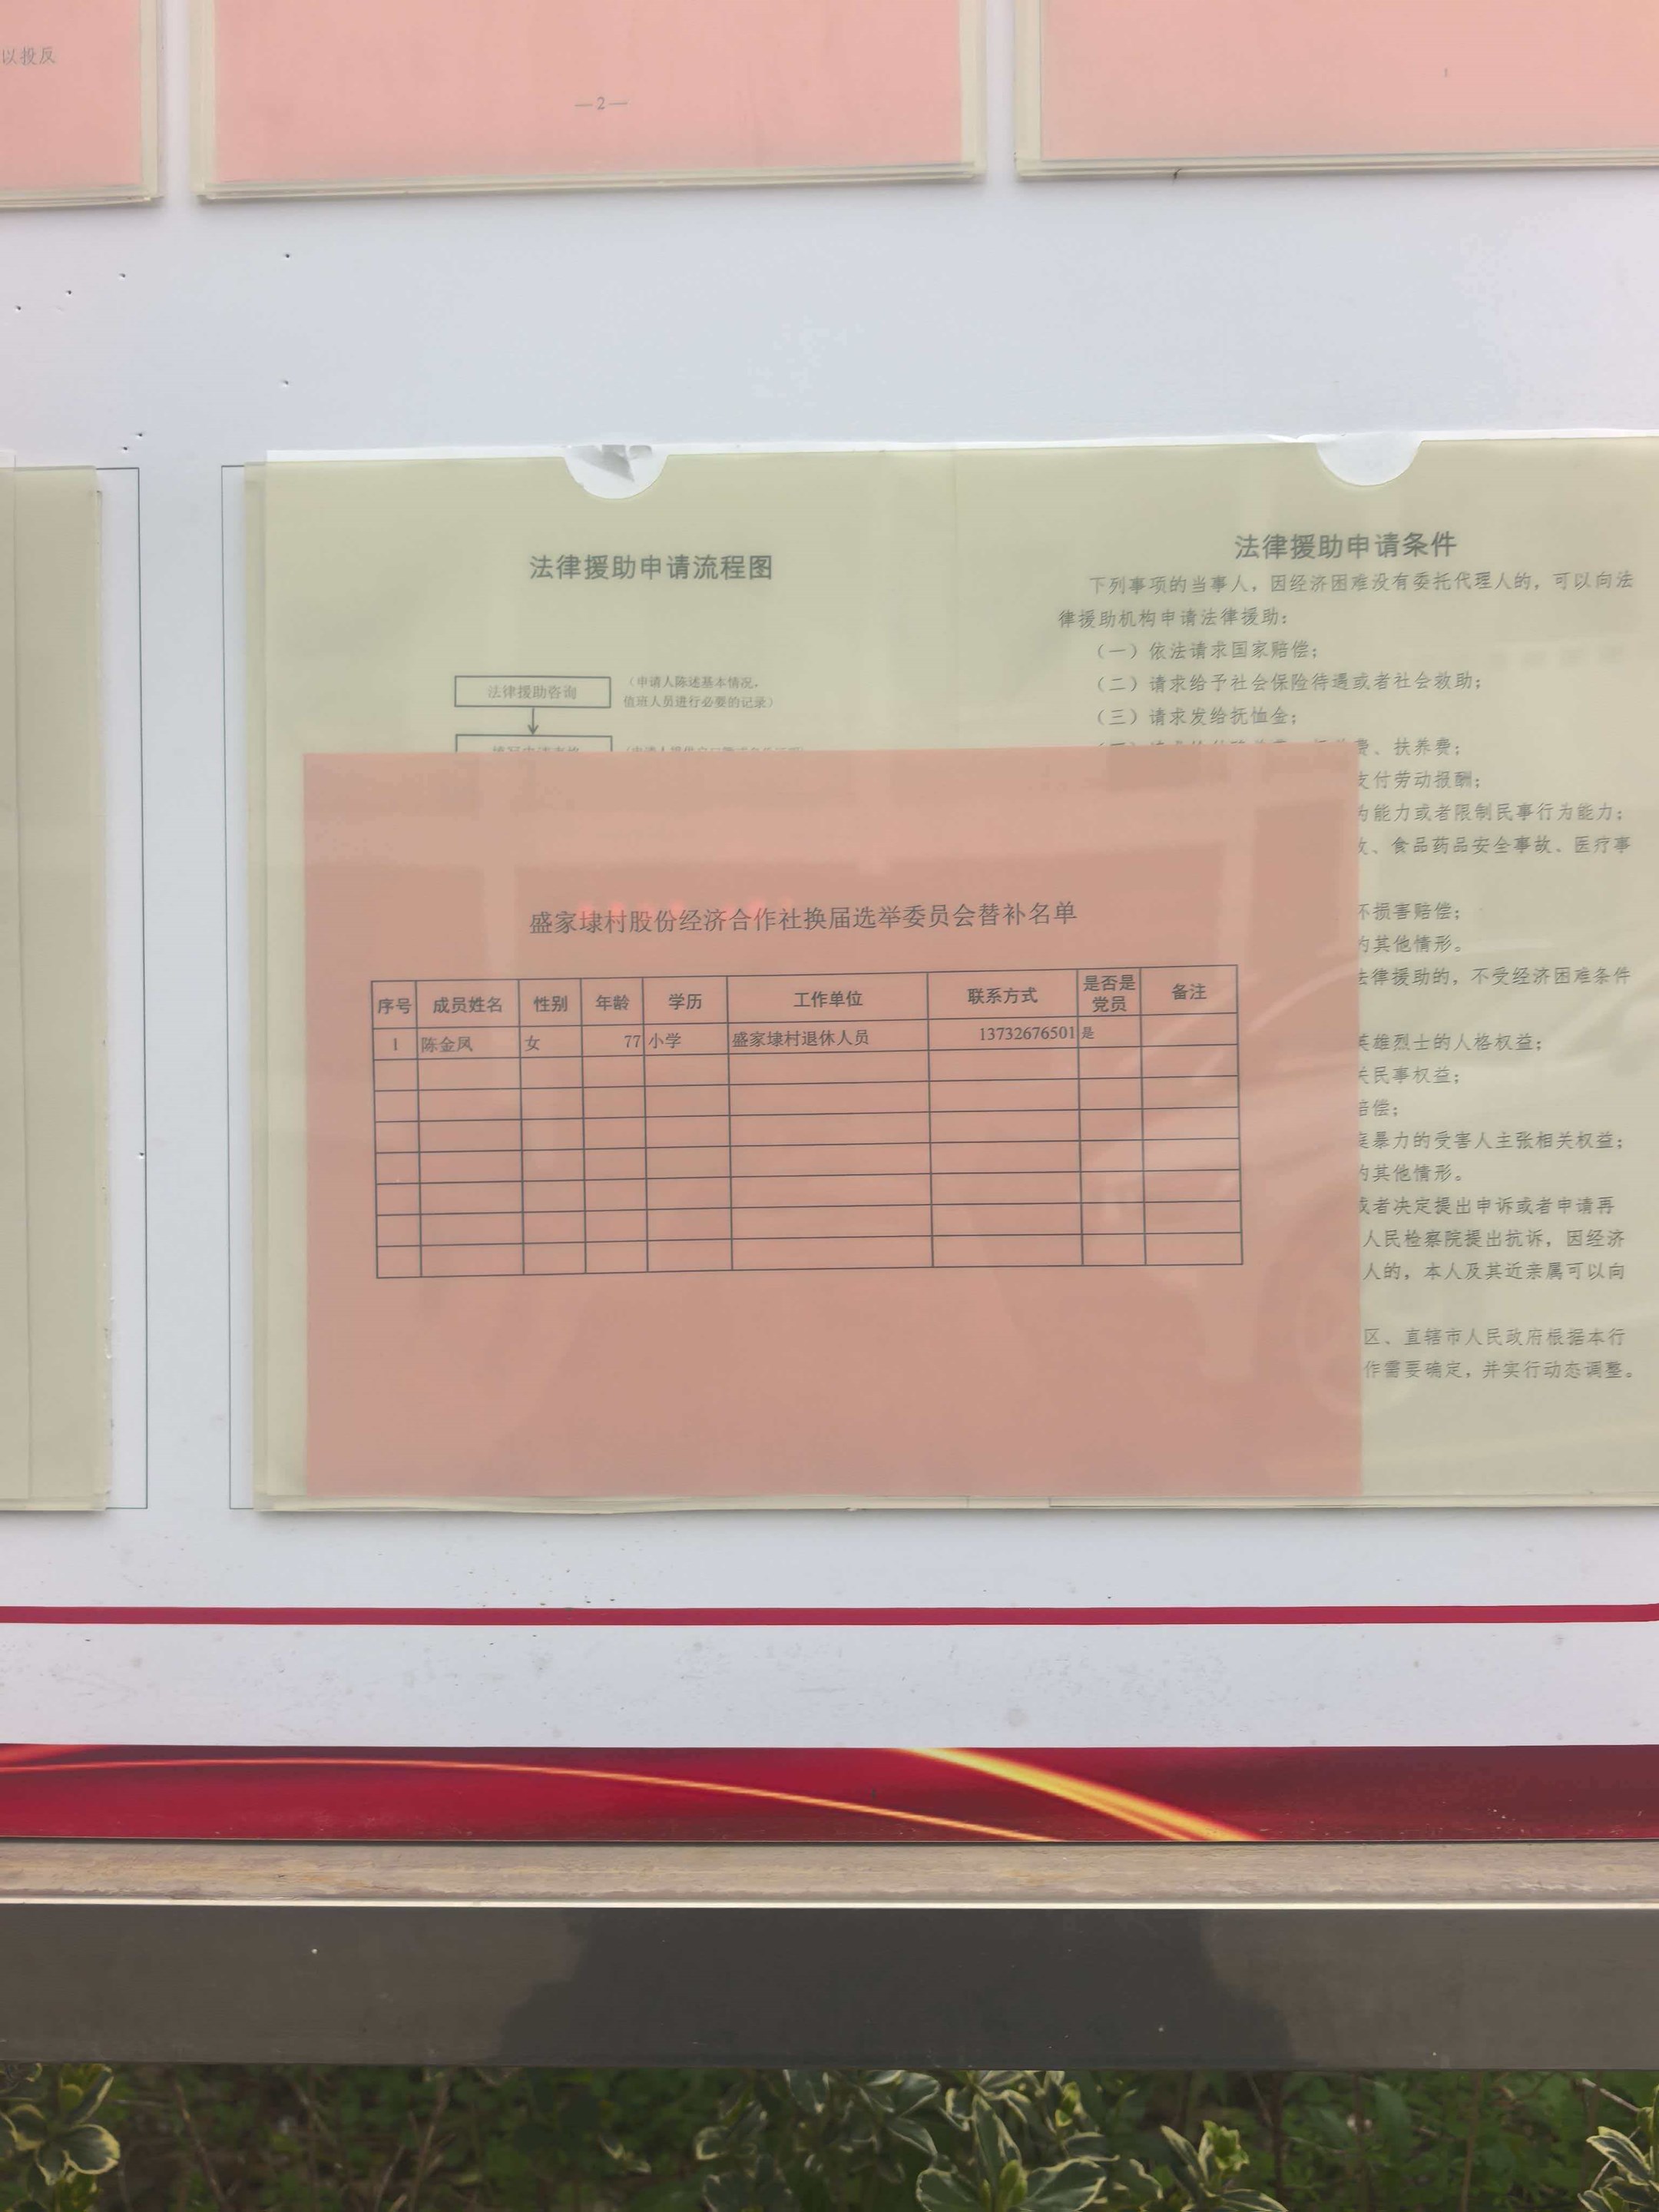 以投反
—2—
法律援助申请流程图
法律援助咨询
（申请人陈述基本情况，
值班人员进行必要的记录）
法律援助申请条件
下列事项的当事人，因经济困难没有委托代理人的，可以向法
律援助机构申请法律援助：
（一）依法请求国家赔偿；
（二）请求给予社会保险待遇或者社会救助；
（三）请求发给抚恤金；
费、扶养费；
支付劳动报酬；
为能力或者限制民事行为能力；
、食品药品安全事故、医疗事
损害赔偿；
的其他情形。
法律援助的，不受经济困难条件
英雄烈士的人格权益；
关民事权益；
赔偿；
庭暴力的受害人主张相关权益；
的其他情形。
或者决定提出申诉或者申请再
人民检察院提出抗诉，因经济
人的，本人及其近亲属可以向
区、直辖市人民政府根据本行
作需要确定，并实行动态调整。
盛家埭村股份经济合作社换届选举委员会替补名单
序号 成员姓名 性别 年龄 学历 工作单位 联系方式 是否是党员 备注
1 陈金凤 女 77 小学 盛家埭村退休人员 13732676501 是